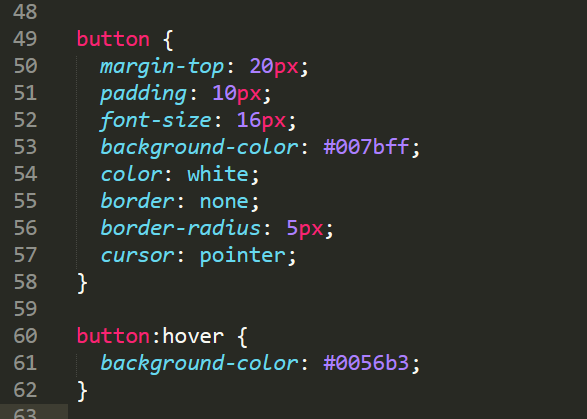 48
49 button {
50 margin-top: 20px;
51 padding: 10px;
52 font-size: 16px;
53 background-color: #007bff;
54 color: white;
55 border: none;
56 border-radius: 5px;
57 cursor: pointer;
58 }
59
60 button:hover {
61 background-color: #0056b3;
62 }
63